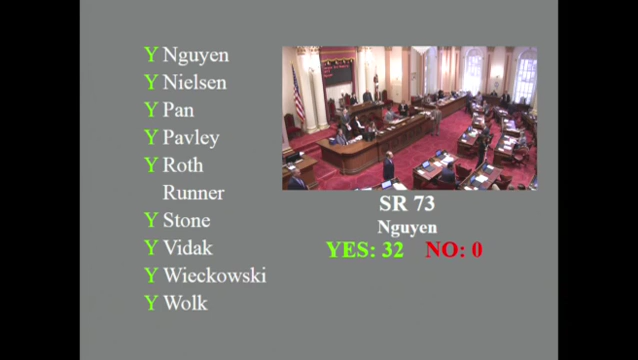 Y Nguyen
Y Nielsen
Y Pan
Y Pavley
Y Roth
Runner
Y Stone
Y Vidak
Y Wieckowski
Y Wolk
SR 73
Nguyen
YES: 32 NO: 0